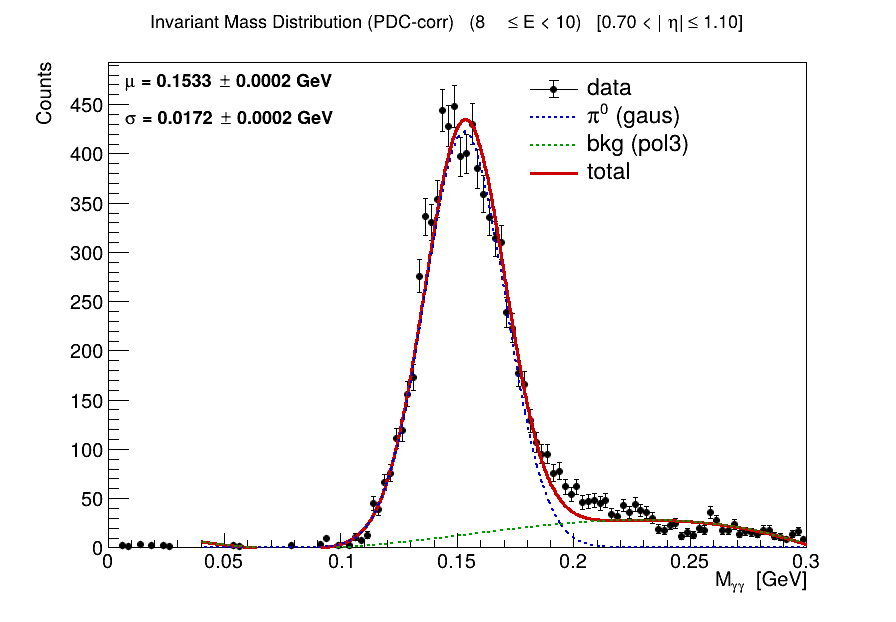 Invariant Mass Distribution (PDC-corr) (8 ≤ E < 10) [0.70 < | η| ≤ 1.10]
Counts
μ = 0.1533 ± 0.0002 GeV
σ = 0.0172 ± 0.0002 GeV
data
π⁰ (gaus)
bkg (pol3)
total
450
400
350
300
250
200
150
100
50
0
0 0.05 0.1 0.15 0.2 0.25 0.3
Mγγ [GeV]